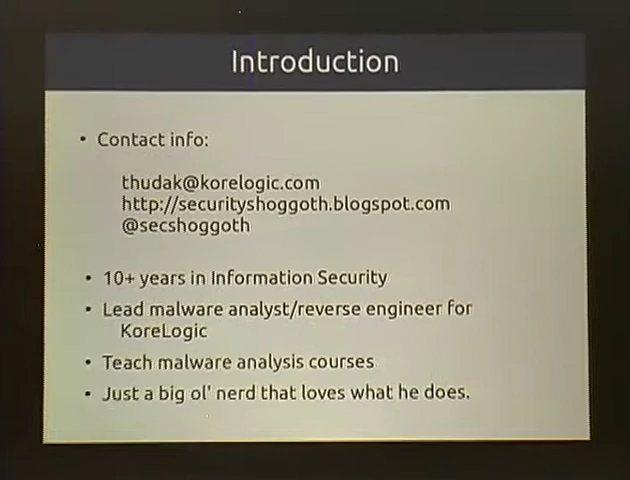 Introduction
• Contact info:
thudak@korelogic.com
http://securityshoggoth.blogspot.com
@secshoggoth
• 10+ years in Information Security
• Lead malware analyst/reverse engineer for
KoreLogic
• Teach malware analysis courses
• Just a big ol' nerd that loves what he does.